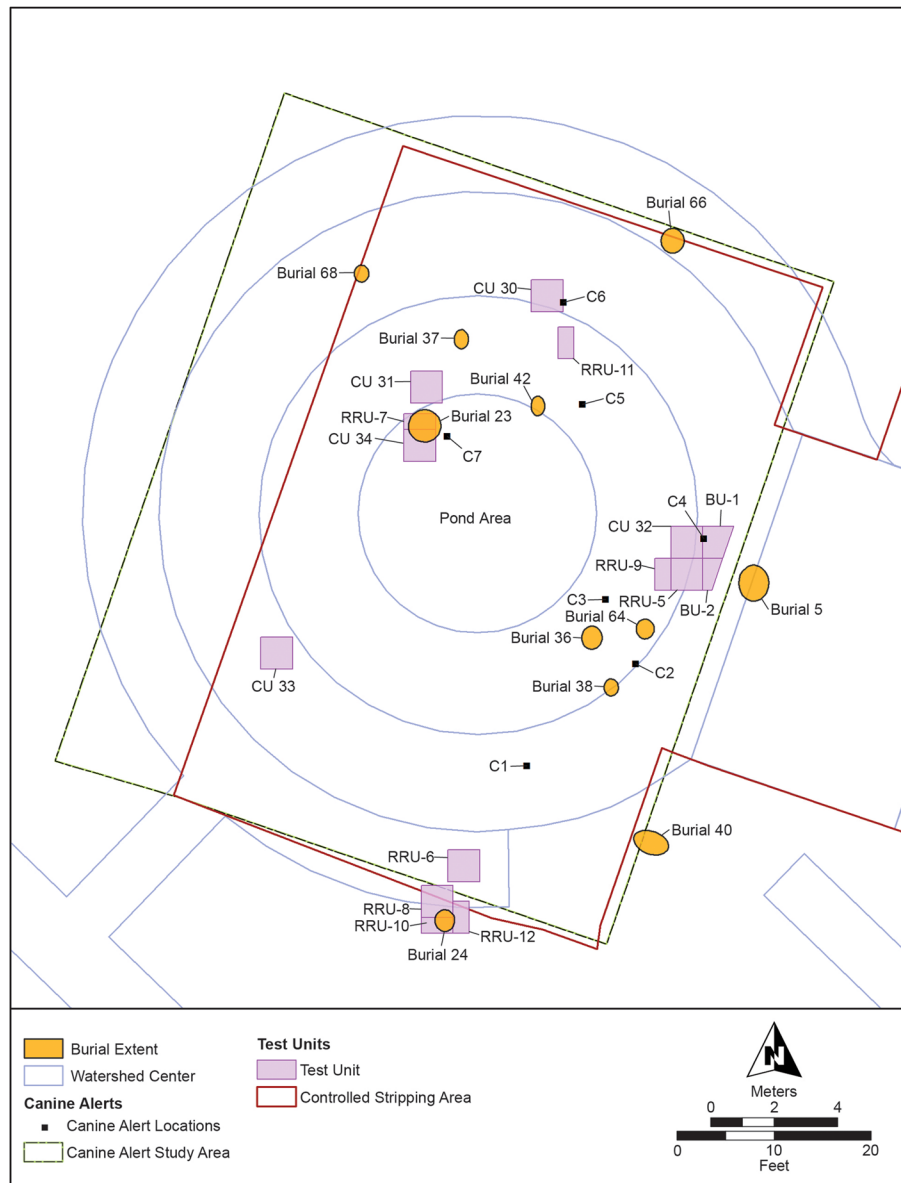 Burial 66
Burial 68
CU 30
C6
Burial 37
RRU-11
CU 31
Burial 42
C5
RRU-7
Burial 23
CU 34
C7
Pond Area
C4
BU-1
CU 32
RRU-9
C3
RRU-5
BU-2
Burial 5
Burial 64
Burial 36
C2
CU 33
Burial 38
C1
Burial 40
RRU-6
RRU-8
RRU-10
RRU-12
Burial 24
Burial Extent
Watershed Center
Canine Alerts
Canine Alert Locations
Canine Alert Study Area
Test Units
Test Unit
Controlled Stripping Area
N
Meters
0 2 4
0 10 20
Feet